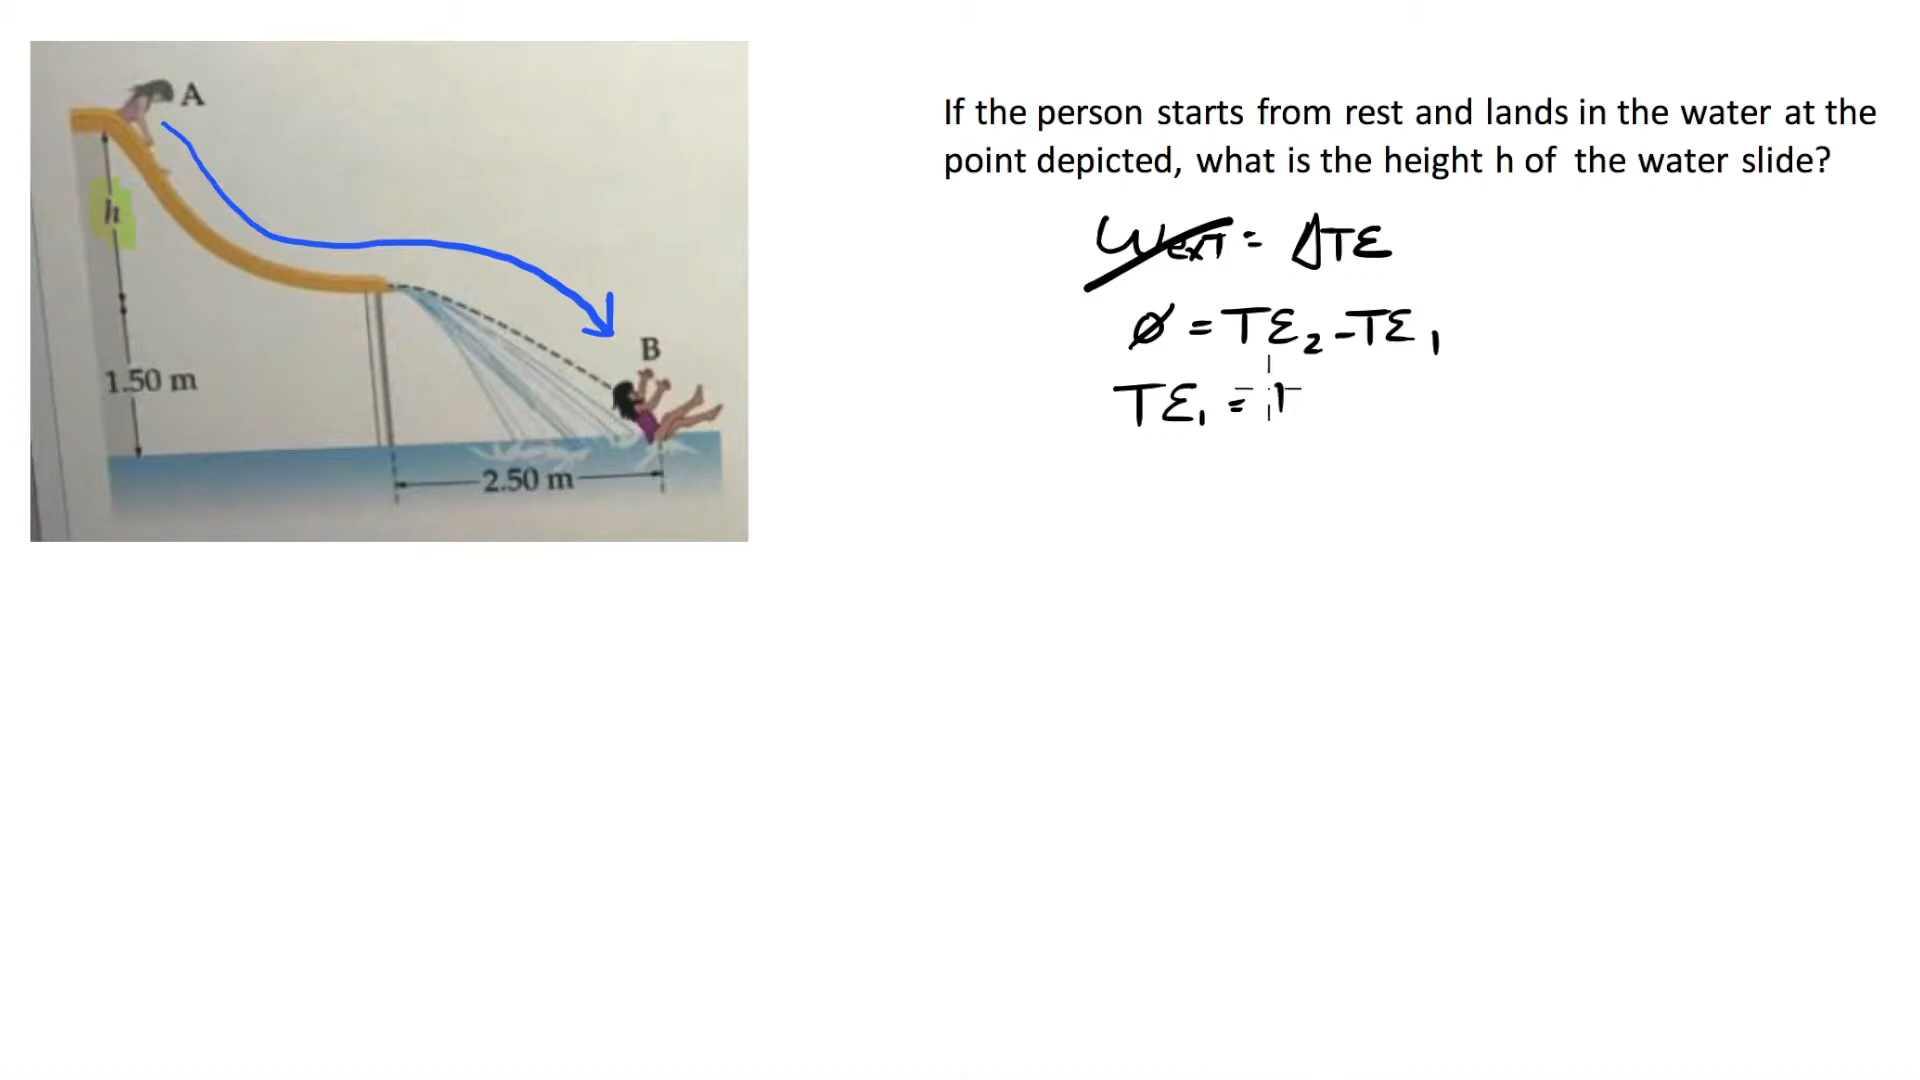 A
h
1.50 m
B
2.50 m
If the person starts from rest and lands in the water at the
point depicted, what is the height h of the water slide?
Wext = ΔTE
Ø = TE₂ - TE₁
TE₁ = T